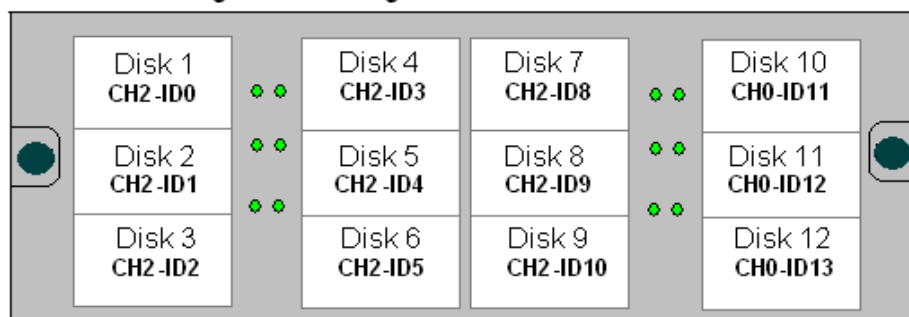 Disk 1
CH2-ID0
Disk 2
CH2-ID1
Disk 3
CH2-ID2
Disk 4
CH2-ID3
Disk 5
CH2-ID4
Disk 6
CH2-ID5
Disk 7
CH2-ID8
Disk 8
CH2-ID9
Disk 9
CH2-ID10
Disk 10
CH0-ID11
Disk 11
CH0-ID12
Disk 12
CH0-ID13